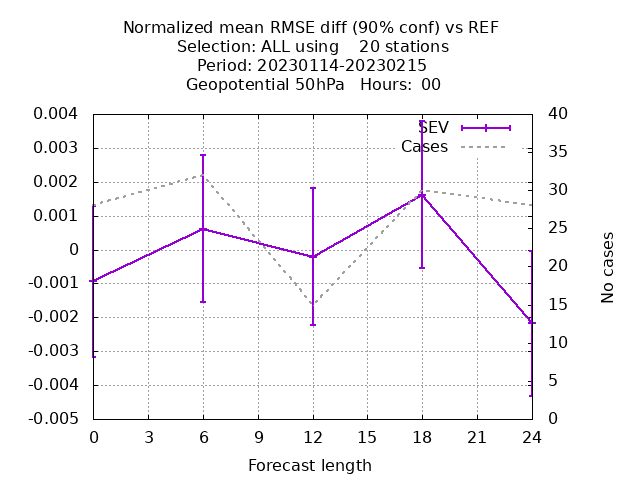 Normalized mean RMSE diff (90% conf) vs REF
Selection: ALL using    20 stations
Period: 20230114-20230215
Geopotential 50hPa   Hours:  00
0.004
0.003
0.002
0.001
0
-0.001
-0.002
-0.003
-0.004
-0.005
SEV
Cases
40
35
30
25
20
15
10
5
0
No cases
0 3 6 9 12 15 18 21 24
Forecast length